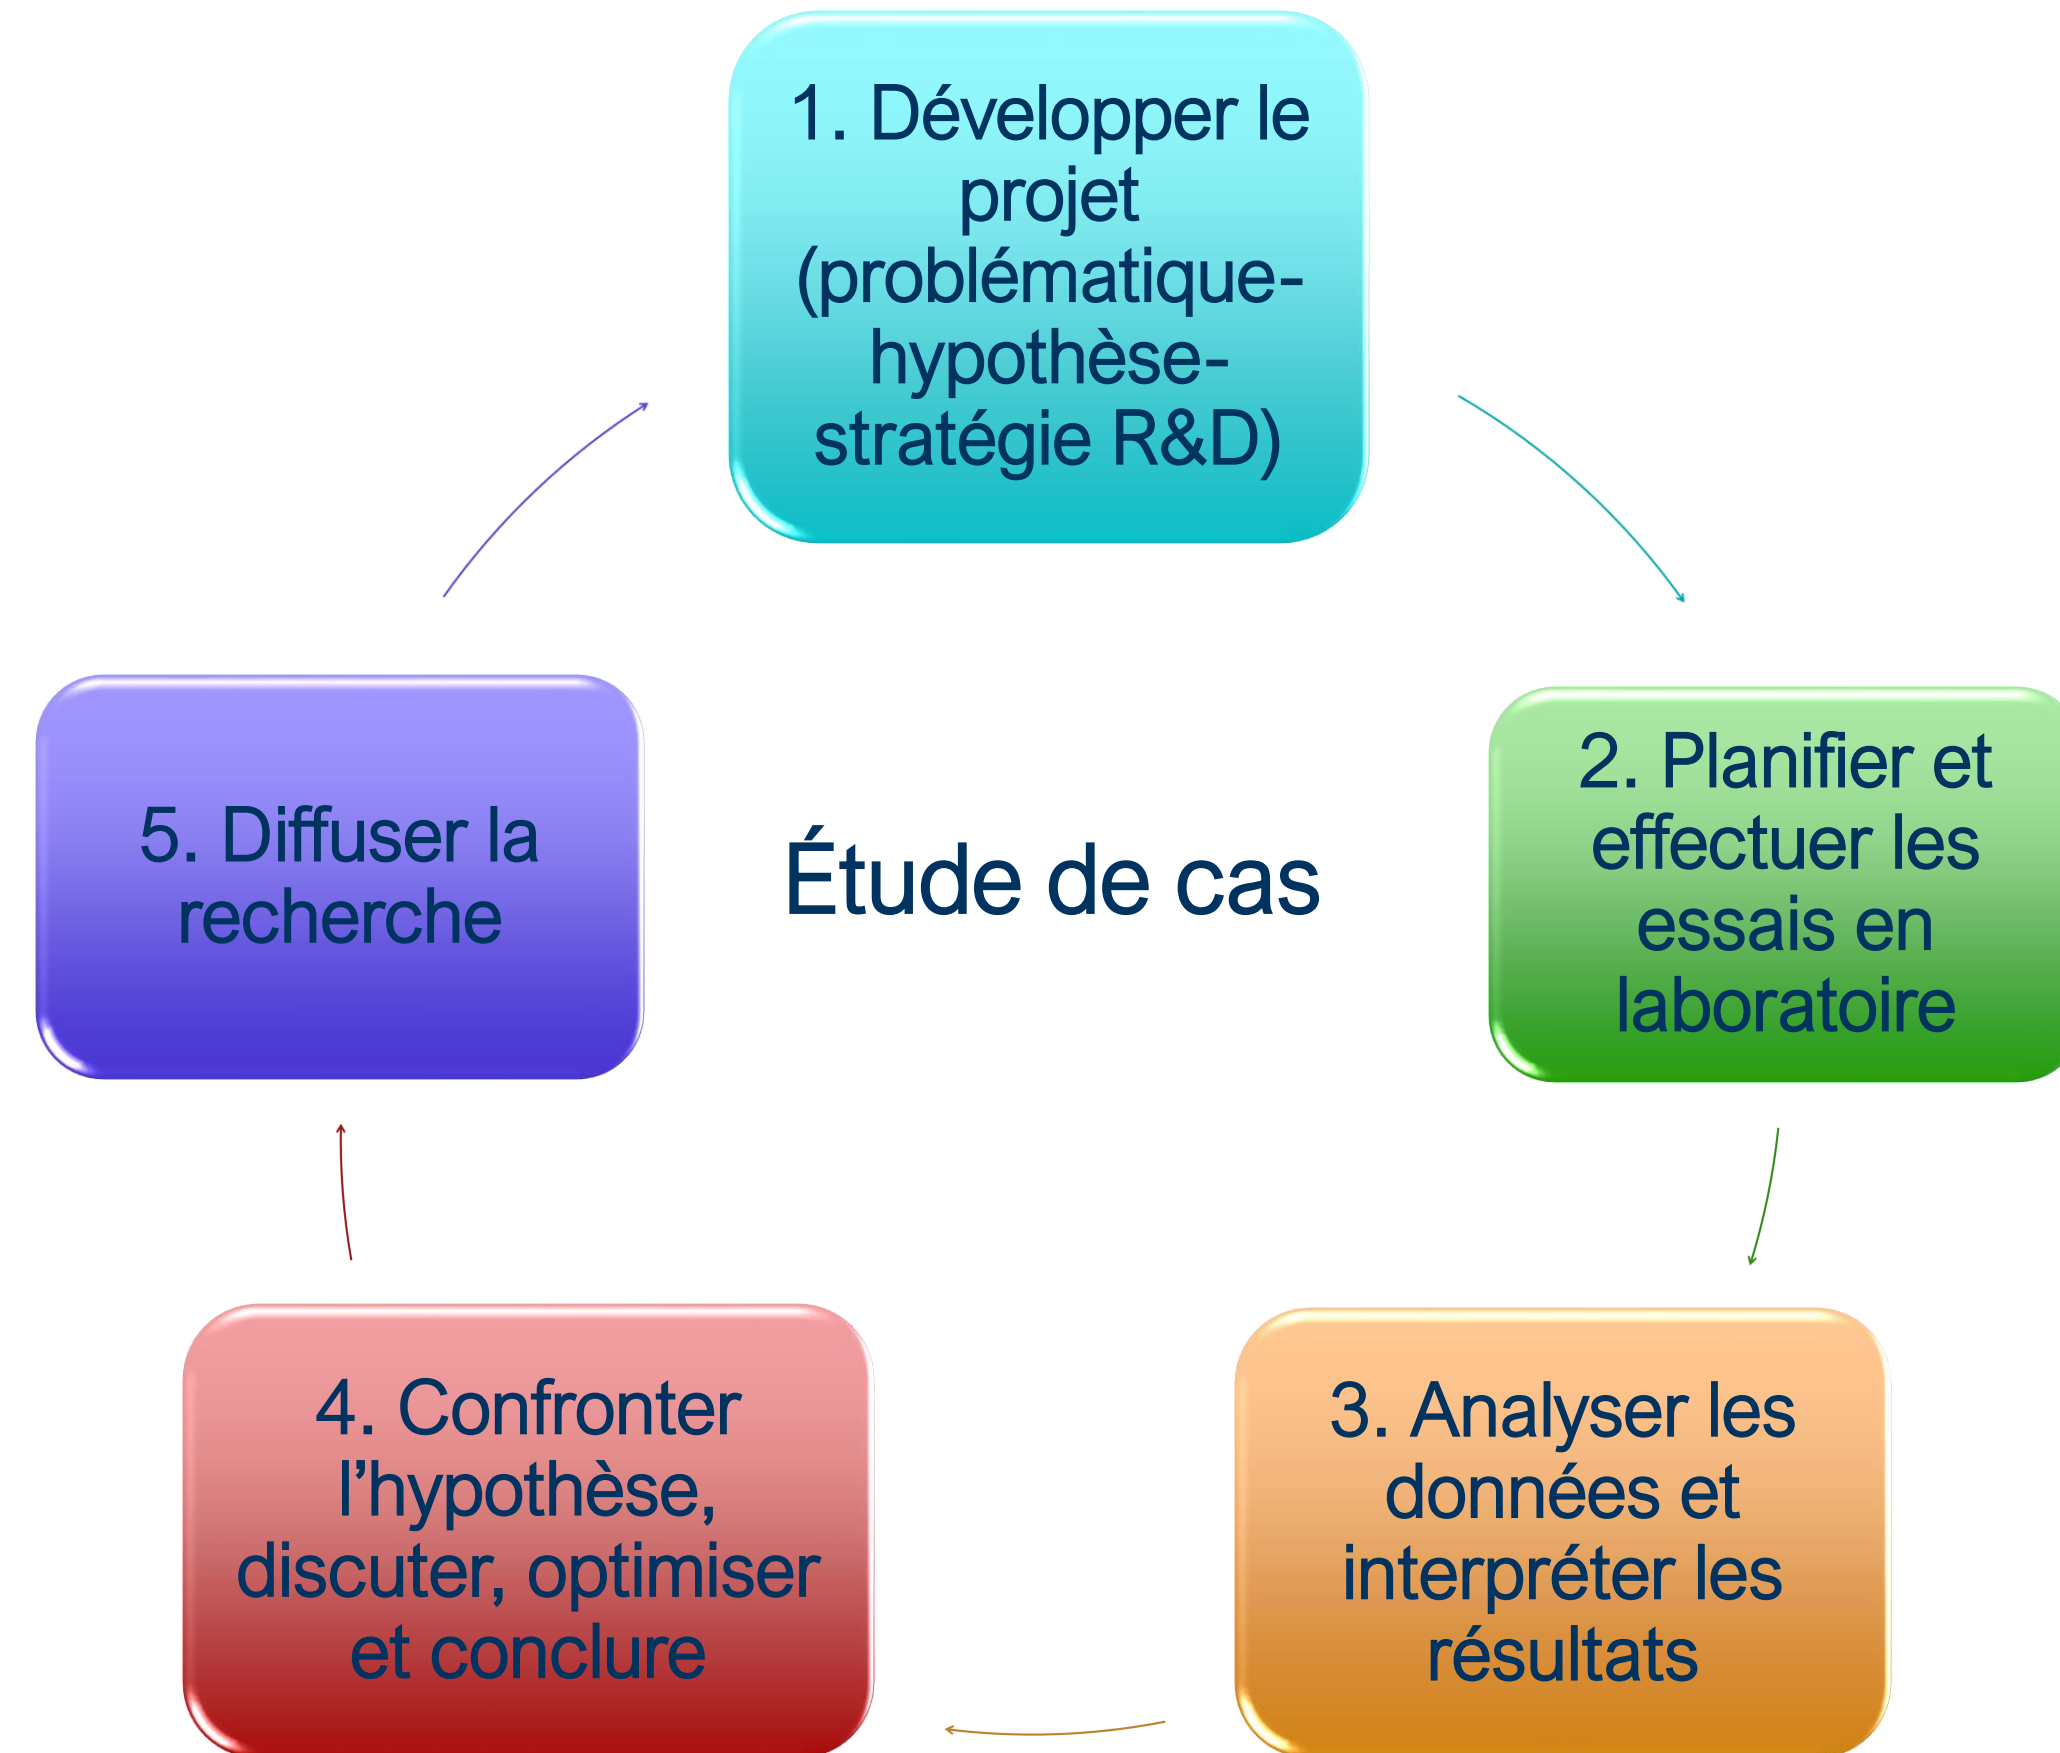 1. Développer le
projet
(problématique-
hypothèse-
stratégie R&D)
2. Planifier et
effectuer les
essais en
laboratoire
3. Analyser les
données et
interpréter les
résultats
4. Confronter
l’hypothèse,
discuter, optimiser
et conclure
5. Diffuser la
recherche
Étude de cas